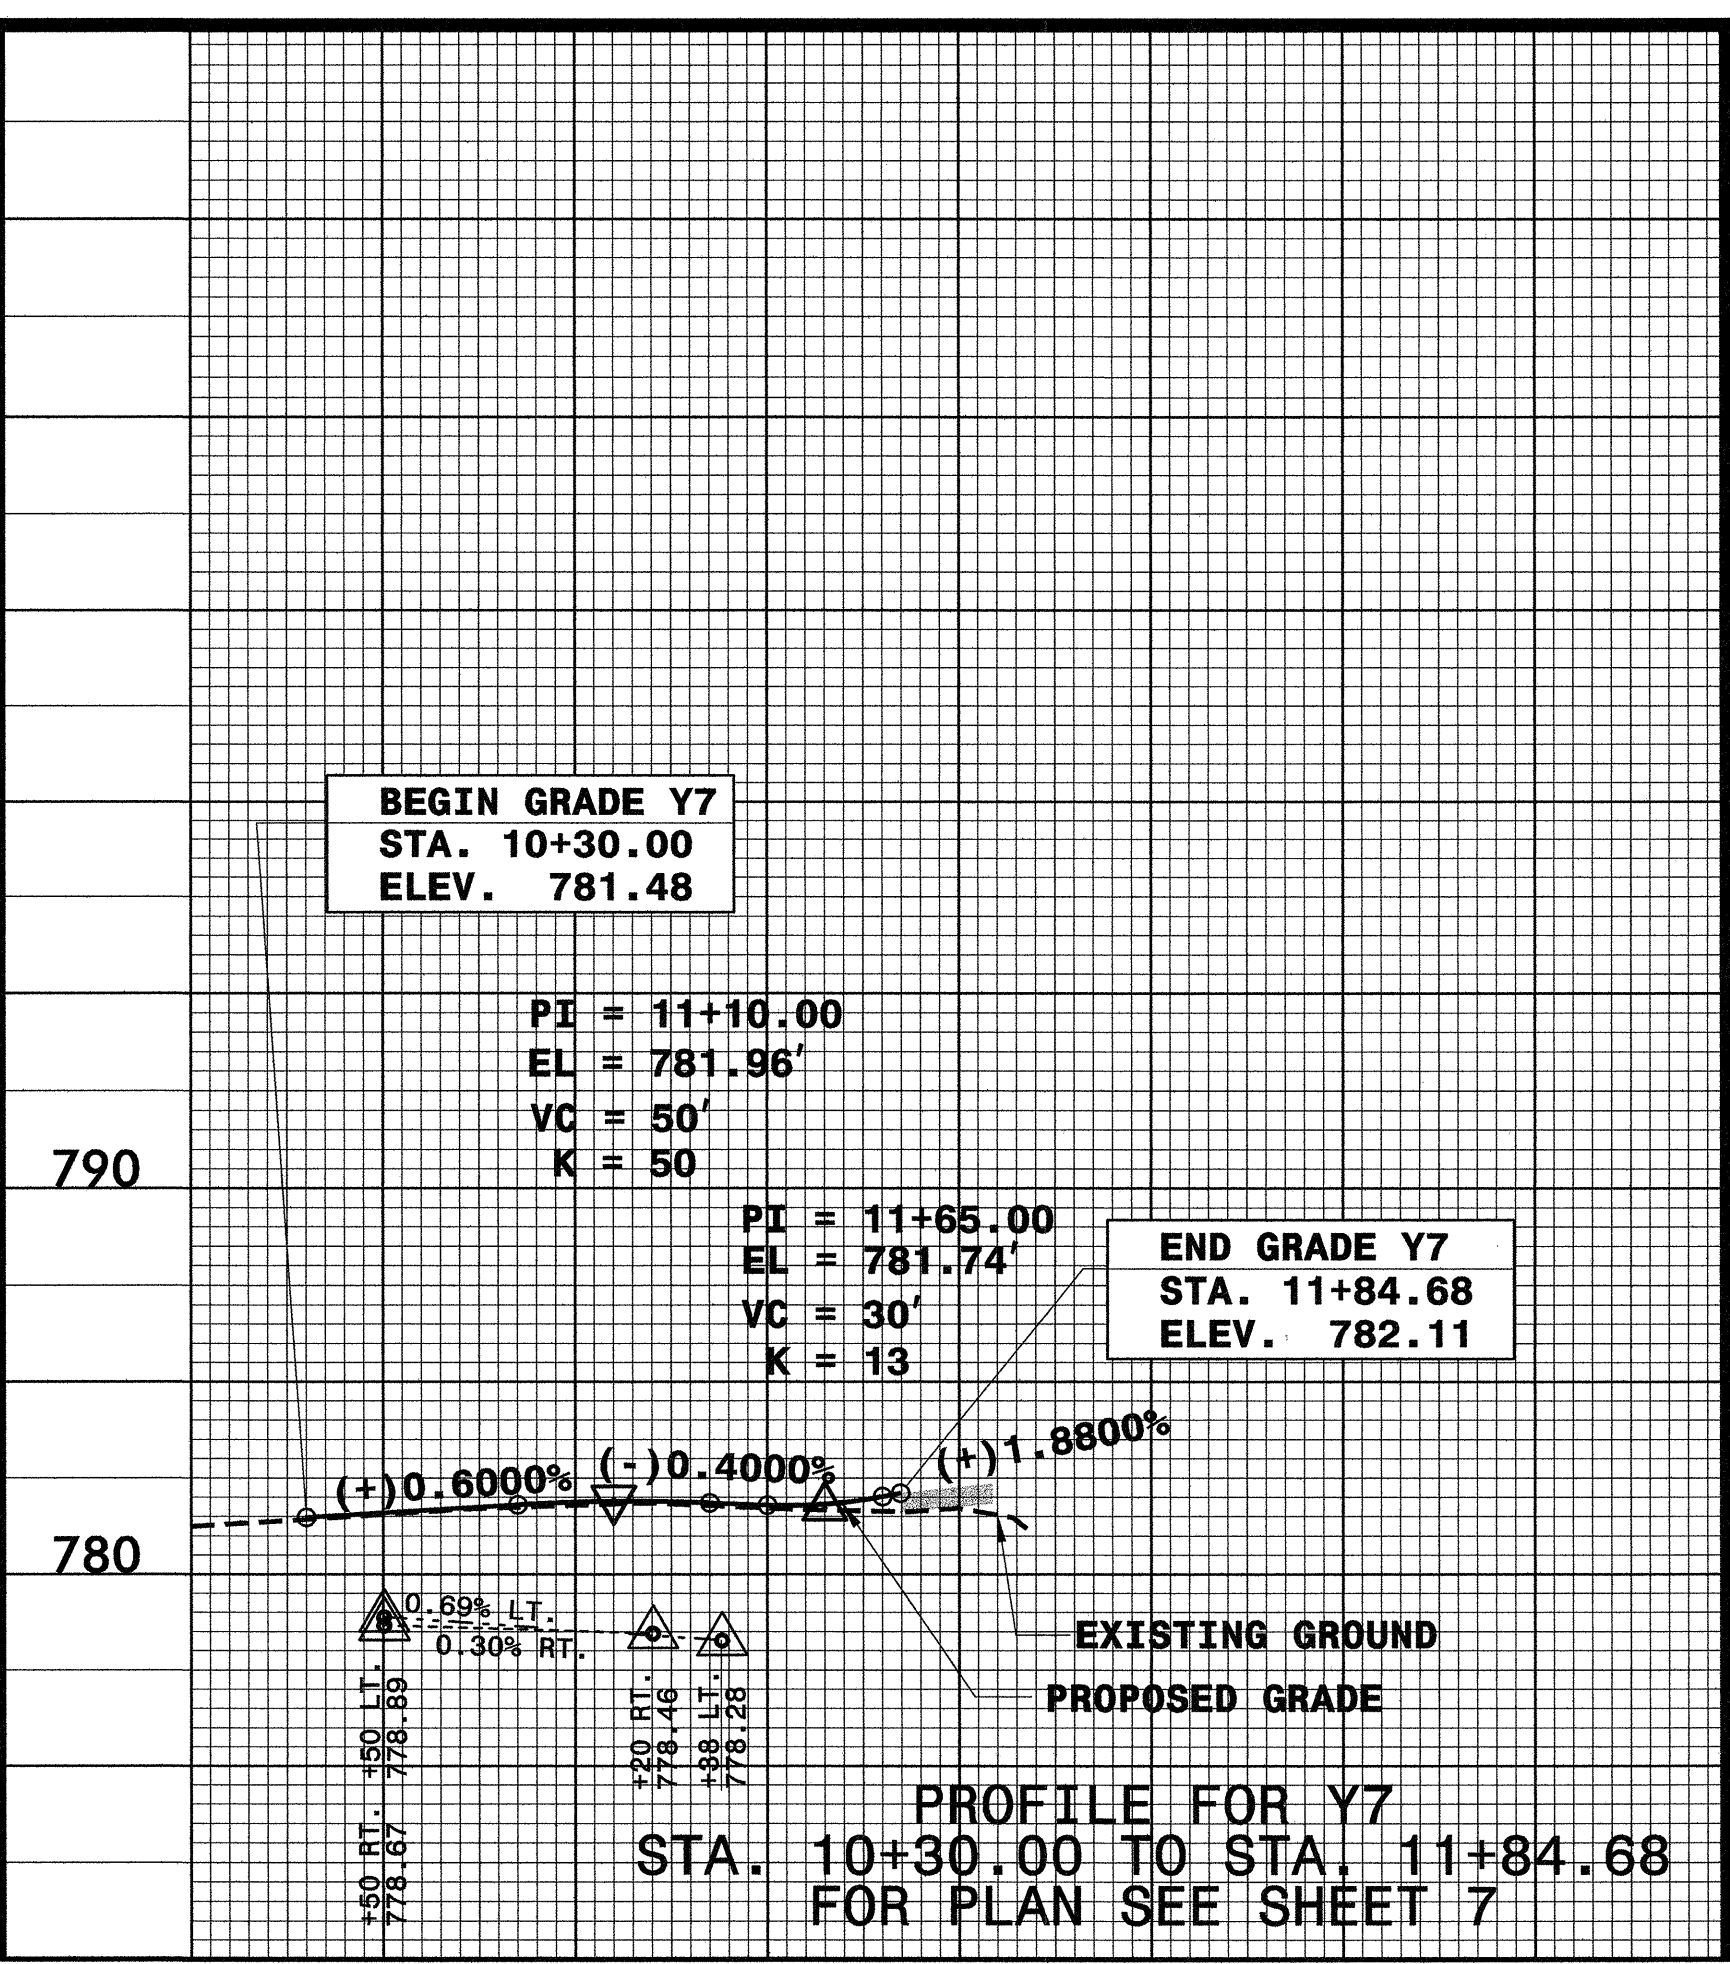 BEGIN GRADE Y7
STA. 10+30.00
ELEV. 781.48
PI = 11+10.00
EL = 781.96'
VC = 50'
K = 50
790
PI = 11+65.00
EL = 781.74'
VC = 30'
K = 13
END GRADE Y7
STA. 11+84.68
ELEV. 782.11
(+)0.6000%
(-)0.4000%
(+)1.8800%
780
0.69% LT.
0.30% RT.
EXISTING GROUND
PROPOSED GRADE
+50 LT.
778.89
+50 RT.
778.67
+20 RT.
778.46
+38 LT.
778.28
PROFILE FOR Y7
STA. 10+30.00 TO STA. 11+84.68
FOR PLAN SEE SHEET 7